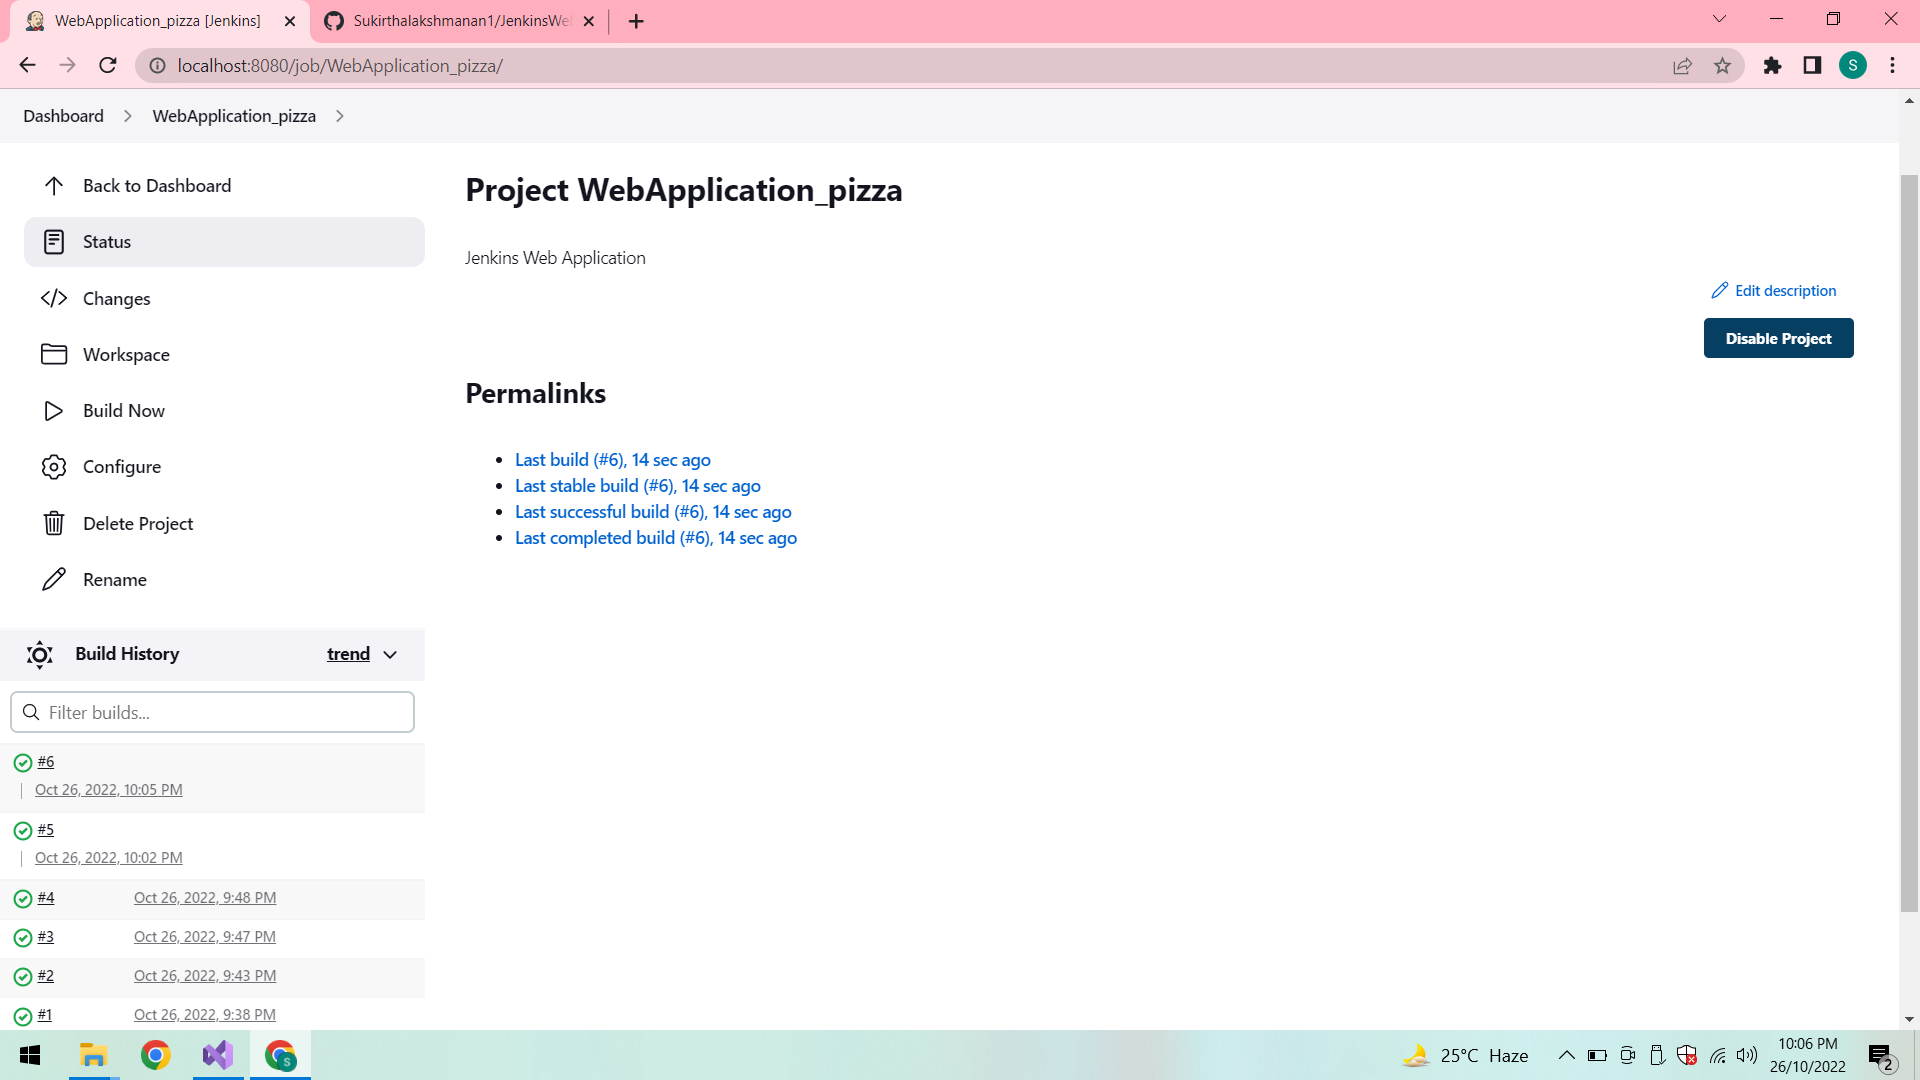 WebApplication_pizza [Jenkins]
Sukirthalakshmanan1/JenkinsWe
localhost:8080/job/WebApplication_pizza/
S
Dashboard
WebApplication_pizza
Back to Dashboard
Status
Changes
Workspace
Build Now
Configure
Delete Project
Rename
Project WebApplication_pizza
Jenkins Web Application
Edit description
Disable Project
Permalinks
Last build (#6), 14 sec ago
Last stable build (#6), 14 sec ago
Last successful build (#6), 14 sec ago
Last completed build (#6), 14 sec ago
Build History
trend
Filter builds...
#6
Oct 26, 2022, 10:05 PM
#5
Oct 26, 2022, 10:02 PM
#4 Oct 26, 2022, 9:48 PM
#3 Oct 26, 2022, 9:47 PM
#2 Oct 26, 2022, 9:43 PM
#1 Oct 26, 2022, 9:38 PM
S
25°C Haze
10:06 PM
26/10/2022
2